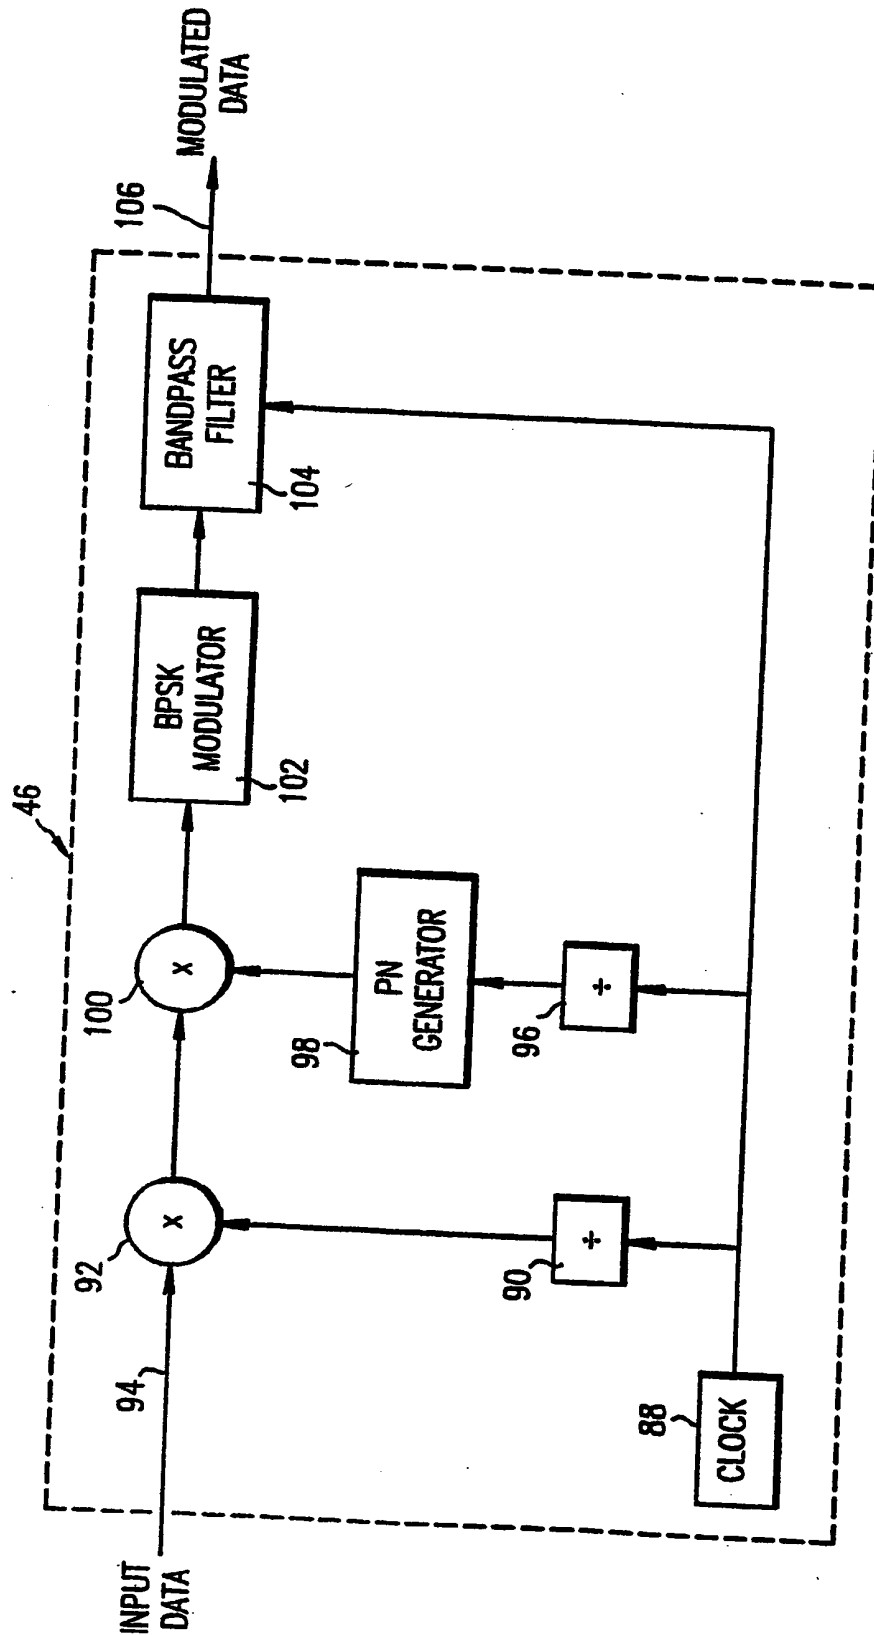 46
INPUT
DATA
94
92
X
100
X
BPSK
MODULATOR
102
BANDPASS
FILTER
104
106
MODULATED
DATA
90
÷
98
PN
GENERATOR
96
÷
88
CLOCK